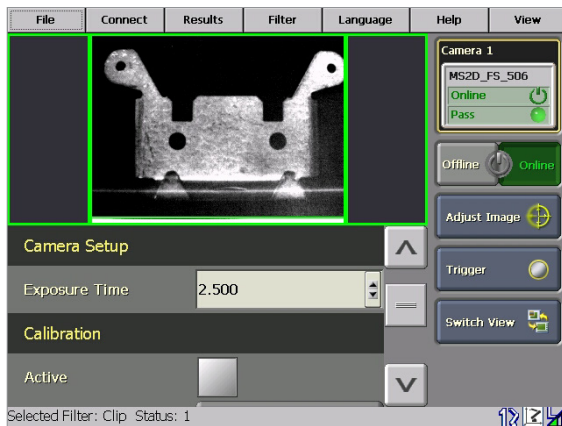 File Connect Results Filter Language Help View
Camera 1
MS2D_FS_506
Online
Pass
Offline Online
Adjust Image
Camera Setup
Trigger
Exposure Time 2.500
Switch View
Calibration
Active
Selected Filter: Clip Status: 1